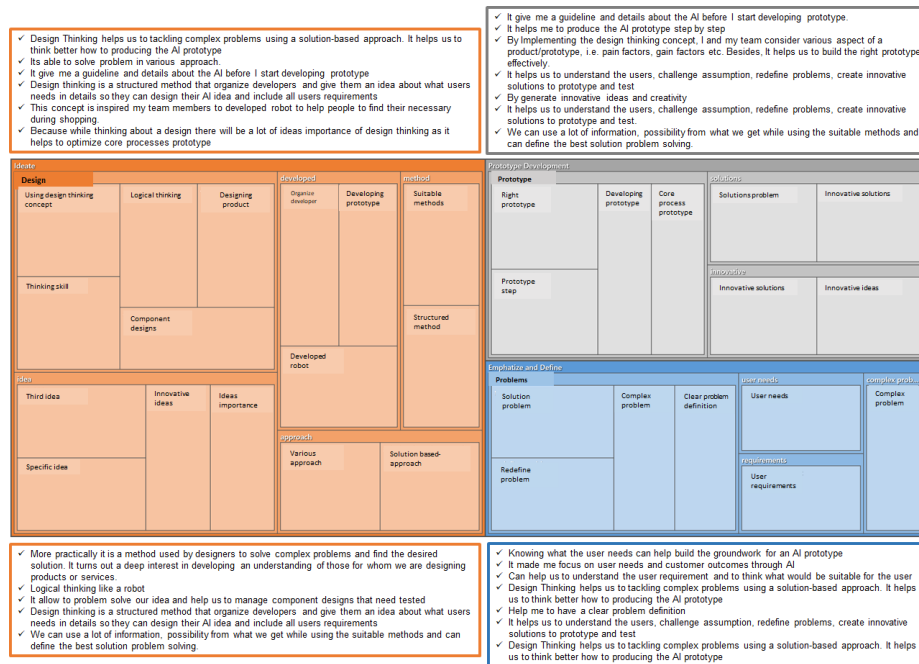 ✓ Design Thinking helps us to tackling complex problems using a solution-based approach. It helps us to
think better how to producing the AI prototype
✓ Its able to solve problem in various approach.
✓ It give me a guideline and details about the AI before I start developing prototype
✓ Design thinking is a structured method that organize developers and give them an idea about what users
needs in details so they can design their AI idea and include all users requirements
✓ This concept is inspired my team members to developed robot to help people to find their necessary
during shopping.
✓ Because while thinking about a design there will be a lot of ideas importance of design thinking as it
helps to optimize core processes prototype
✓ It give me a guideline and details about the AI before I start developing prototype.
✓ It helps me to produce the AI prototype step by step
✓ By Implementing the design thinking concept, I and my team consider various aspect of a
product/prototype, i.e. pain factors, gain factors etc. Besides, It helps us to build the right prototype
effectively.
✓ It helps us to understand the users, challenge assumption, redefine problems, create innovative
solutions to prototype and test
✓ By generate innovative ideas and creativity
✓ It helps us to understand the users, challenge assumption, redefine problems, create innovative
solutions to prototype and test.
✓ We can use a lot of information, possibility from what we get while using the suitable methods and
can define the best solution problem solving.
Ideate
Design
Using design thinking
concept
Logical thinking
Designing
product
Thinking skill
Component
designs
developed
Organize
developer
Developing
prototype
Developed
robot
method
Suitable
methods
Structured
method
idea
Third idea
Innovative
ideas
Ideas
importance
Specific idea
approach
Various
approach
Solution based-
approach
Prototype Development
Prototype
Right
prototype
Developing
prototype
Core
process
prototype
Prototype
step
solutions
Solutions problem
Innovative solutions
innovative
Innovative solutions
Innovative ideas
Emphatize and Define
Problems
Solution
problem
Complex
problem
Clear problem
definition
Redefine
problem
user needs
User needs
requirements
User
requirements
complex prob...
Complex
problem
✓ More practically it is a method used by designers to solve complex problems and find the desired
solution. It turns out a deep interest in developing an understanding of those for whom we are designing
products or services.
✓ Logical thinking like a robot
✓ It allow to problem solve our idea and help us to manage component designs that need tested
✓ Design thinking is a structured method that organize developers and give them an idea about what users
needs in details so they can design their AI idea and include all users requirements
✓ We can use a lot of information, possibility from what we get while using the suitable methods and can
define the best solution problem solving.
✓ Knowing what the user needs can help build the groundwork for an AI prototype
✓ It made me focus on user needs and customer outcomes through AI
✓ Can help us to understand the user requirement and to think what would be suitable for the user
✓ Design Thinking helps us to tackling complex problems using a solution-based approach. It helps
us to think better how to producing the AI prototype
✓ Help me to have a clear problem definition
✓ It helps us to understand the users, challenge assumption, redefine problems, create innovative
solutions to prototype and test
✓ Design Thinking helps us to tackling complex problems using a solution-based approach. It helps
us to think better how to producing the AI prototype